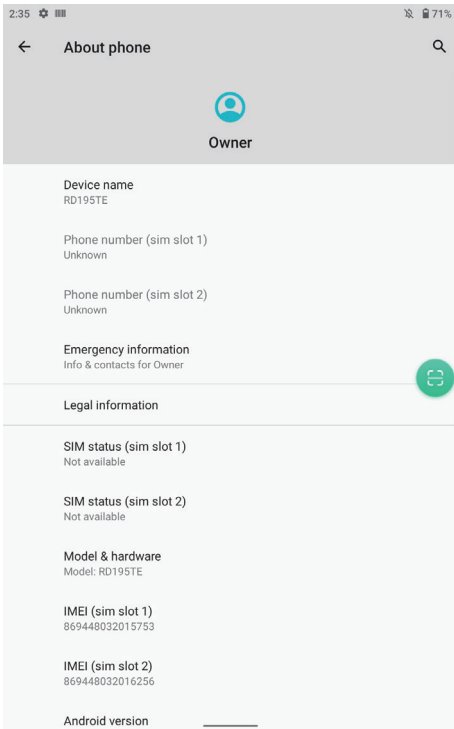 2:35 71%
About phone
Owner
Device name
RD195TE
Phone number (sim slot 1)
Unknown
Phone number (sim slot 2)
Unknown
Emergency information
Info & contacts for Owner
Legal information
SIM status (sim slot 1)
Not available
SIM status (sim slot 2)
Not available
Model & hardware
Model: RD195TE
IMEI (sim slot 1)
869448032015753
IMEI (sim slot 2)
869448032016256
Android version